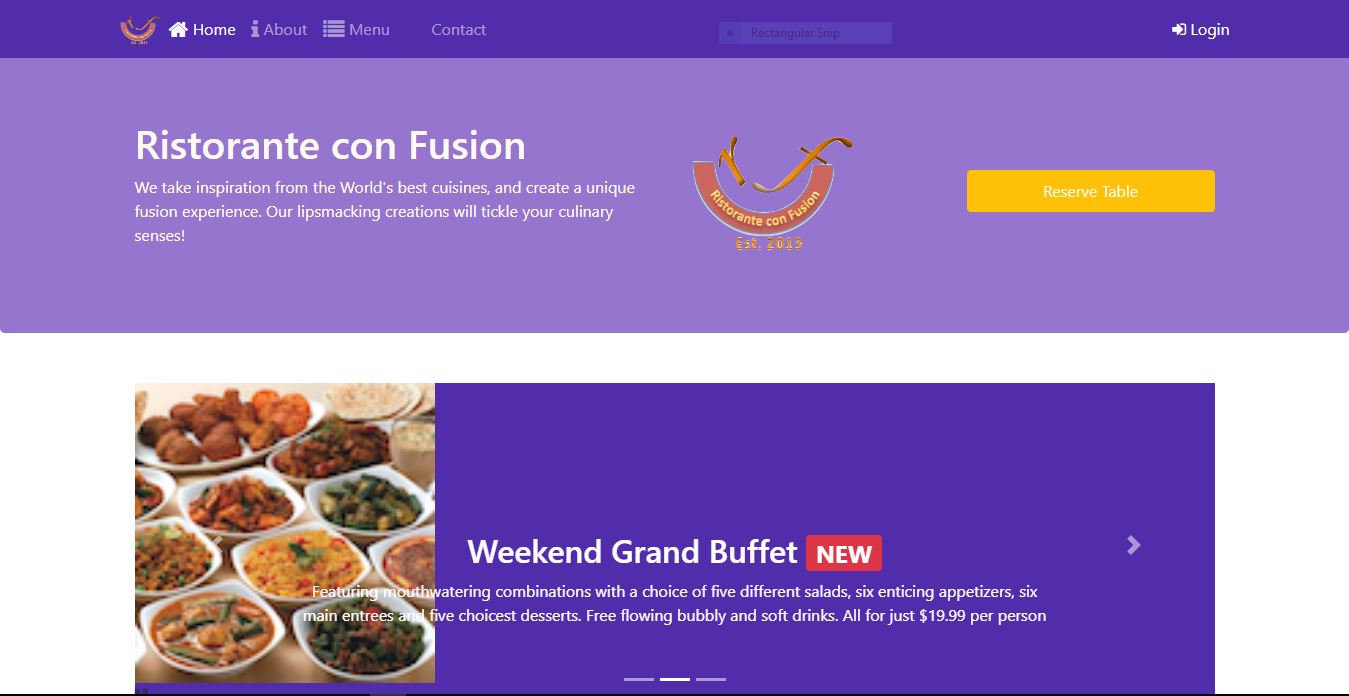 Home
About
Menu
Contact
Rectangular Snip
Login
Ristorante con Fusion
We take inspiration from the World's best cuisines, and create a unique
fusion experience. Our lipsmacking creations will tickle your culinary
senses!
Ristorante con Fusion
Est. 2013
Reserve Table
Weekend Grand Buffet NEW
Featuring mouthwatering combinations with a choice of five different salads, six enticing appetizers, six
main entrees and five choicest desserts. Free flowing bubbly and soft drinks. All for just $19.99 per person